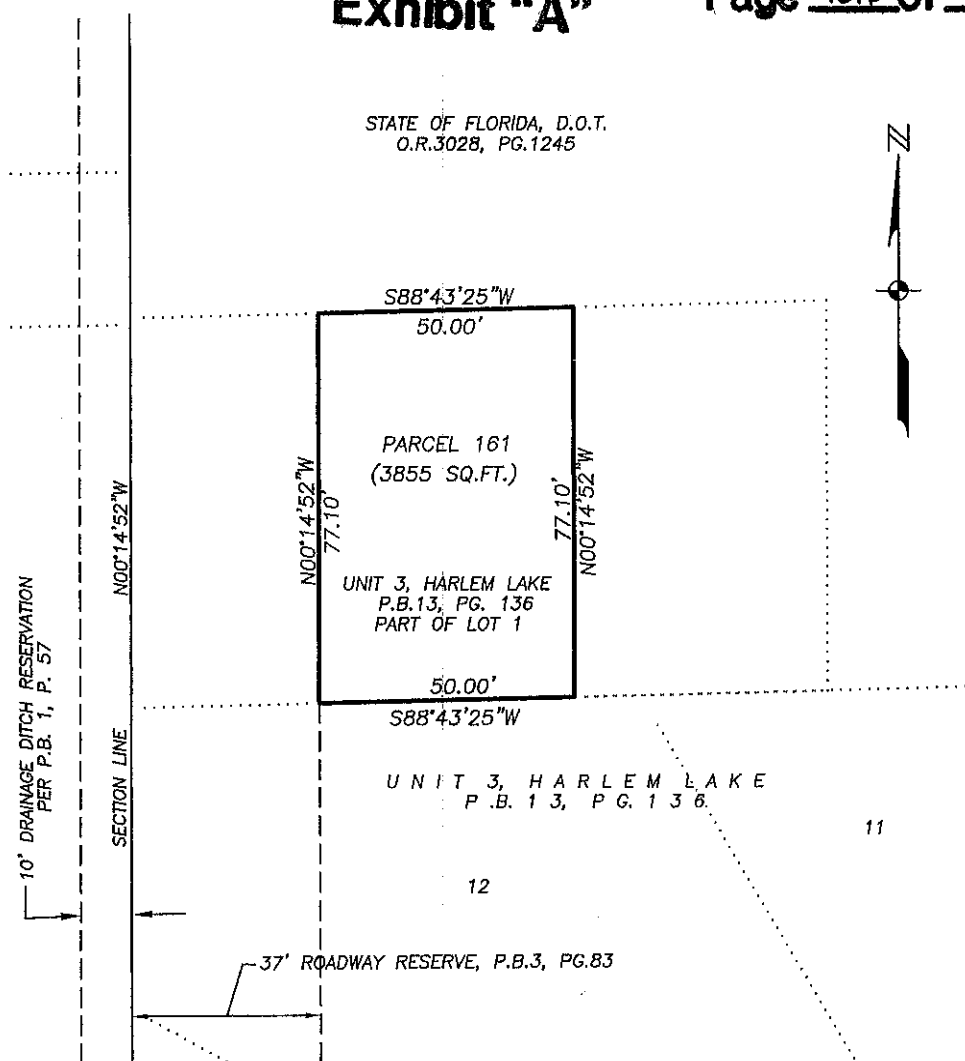 Exhibit "A"
Page of
STATE OF FLORIDA, D.O.T.
O.R.3028, PG.1245
N
S88°43'25"W
50.00'
PARCEL 161
(3855 SQ.FT.)
N00°14'52"W
77.10'
77.10'
N00°14'52"W
N00°14'52"W
UNIT 3, HARLEM LAKE
P.B.13, PG. 136
PART OF LOT 1
50.00'
S88°43'25"W
10' DRAINAGE DITCH RESERVATION
PER P.B. 1, P. 57
SECTION LINE
UNIT 3, HARLEM LAKE
P.B. 13, PG. 136
11
12
37' ROADWAY RESERVE, P.B.3, PG.83